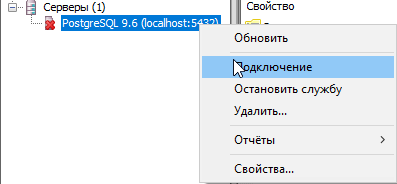 Серверы (1)
Свойство
PostgreSQL 9.6 (localhost:5432)
Обновить
Подключение
Остановить службу
Удалить...
Отчёты
Свойства...